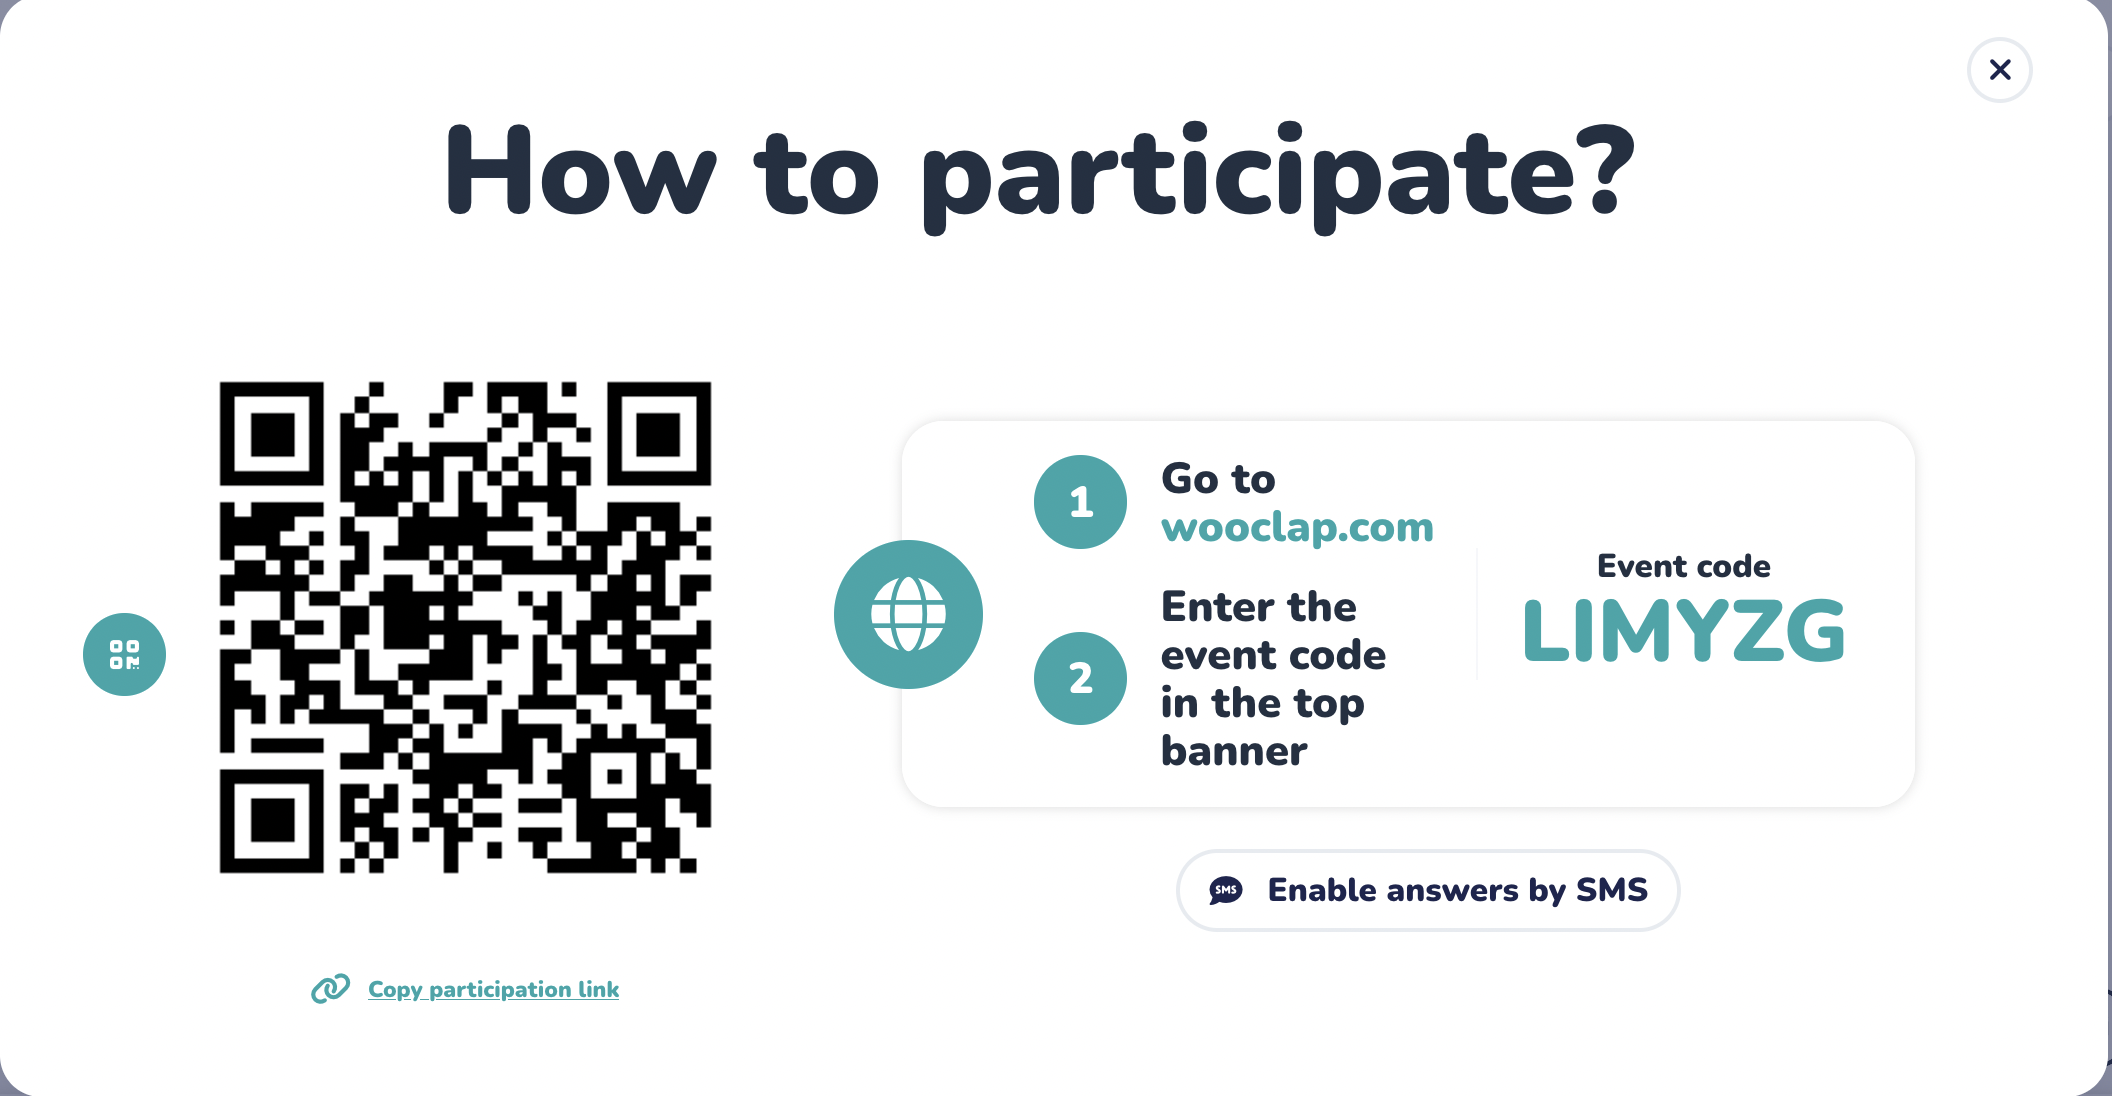 How to participate?
1
Go to
wooclap.com
2
Enter the
event code
in the top
banner
Event code
LIMYZG
SMS
Enable answers by SMS
Copy participation link